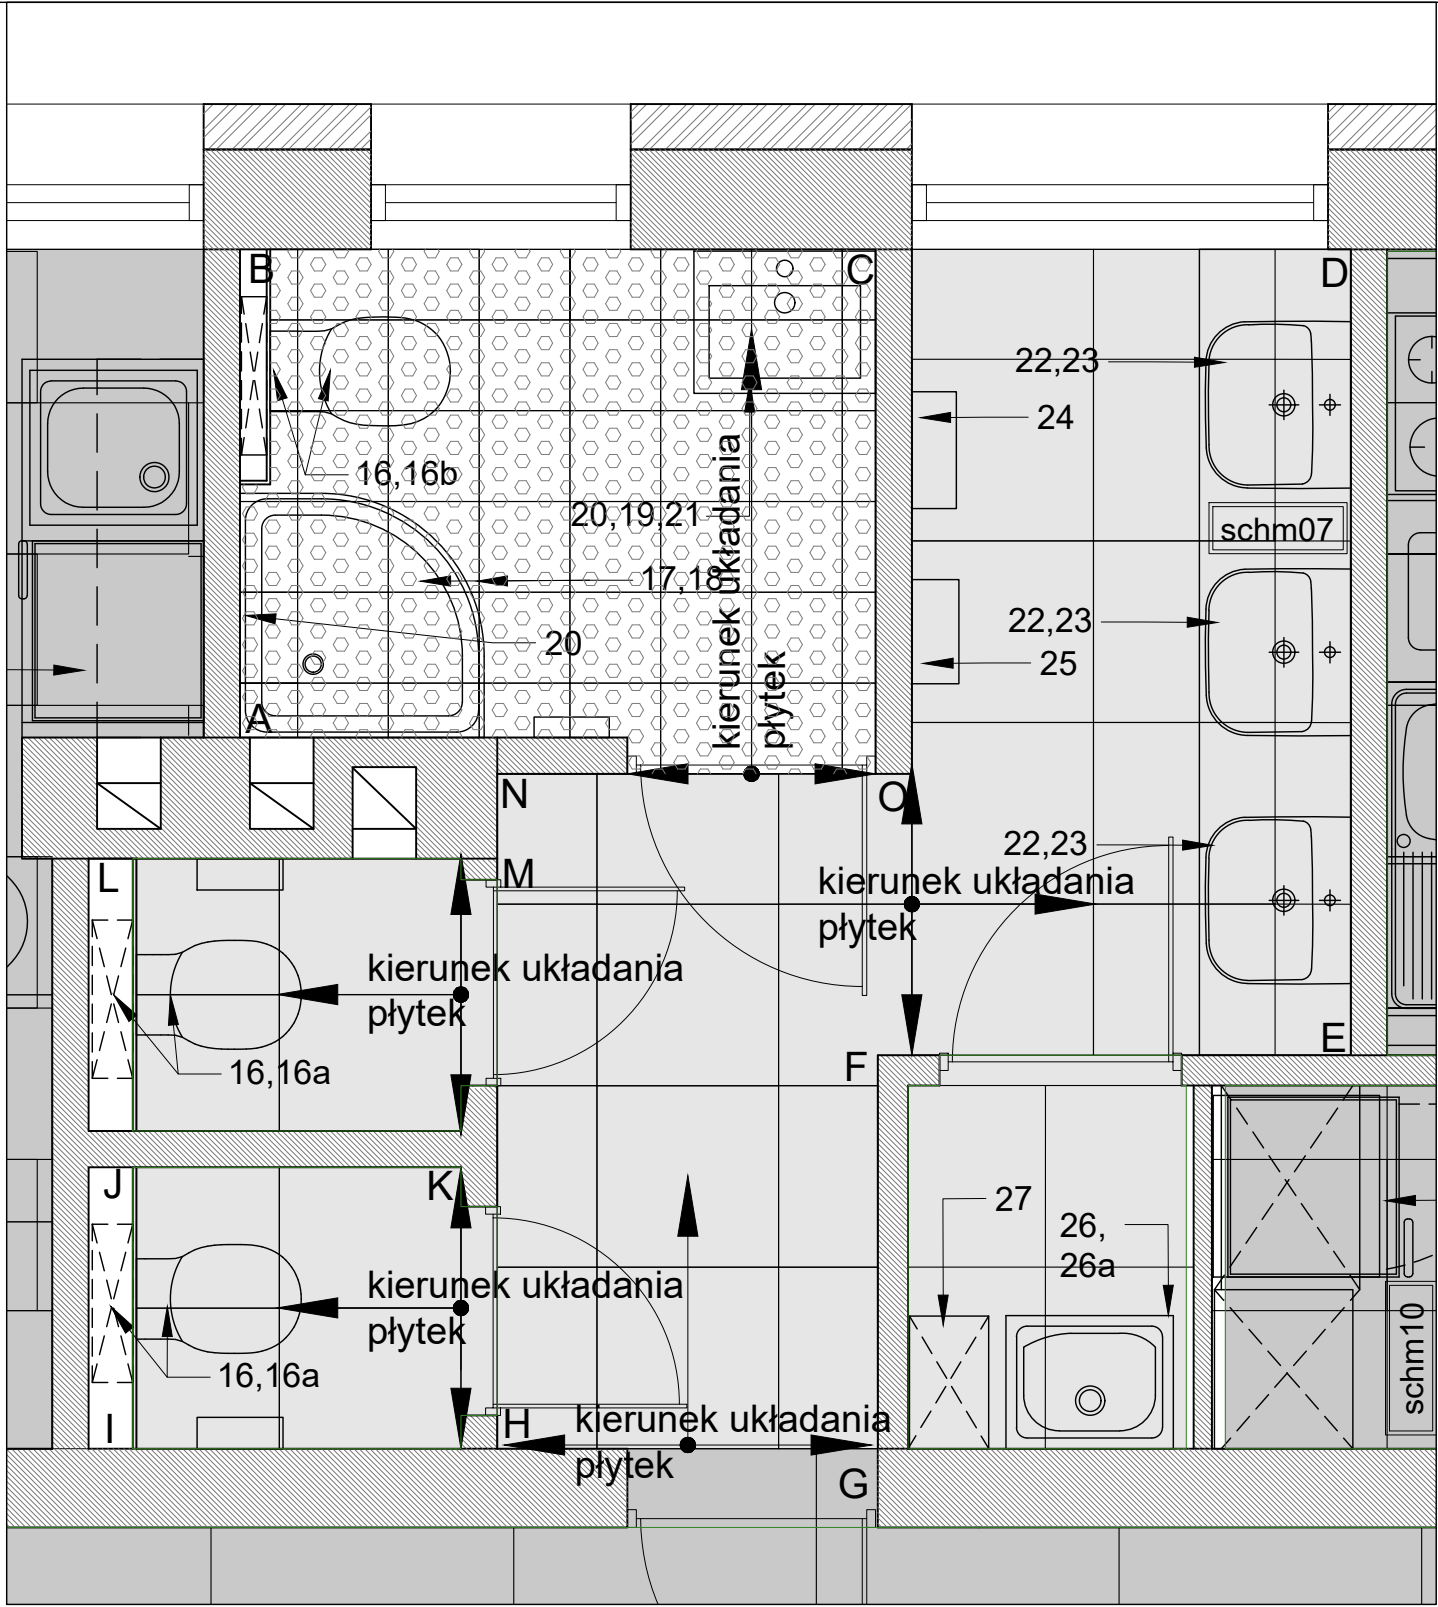 B
C
D
22,23
24
16,16b
20,19,21
schm07
17,18
22,23
20
25
kierunek układania
płytek
A
N
O
22,23
L
M
kierunek układania
płytek
kierunek układania
płytek
E
F
16,16a
J
K
27
26,
26a
kierunek układania
płytek
16,16a
schm10
I
H
kierunek układania
płytek
G